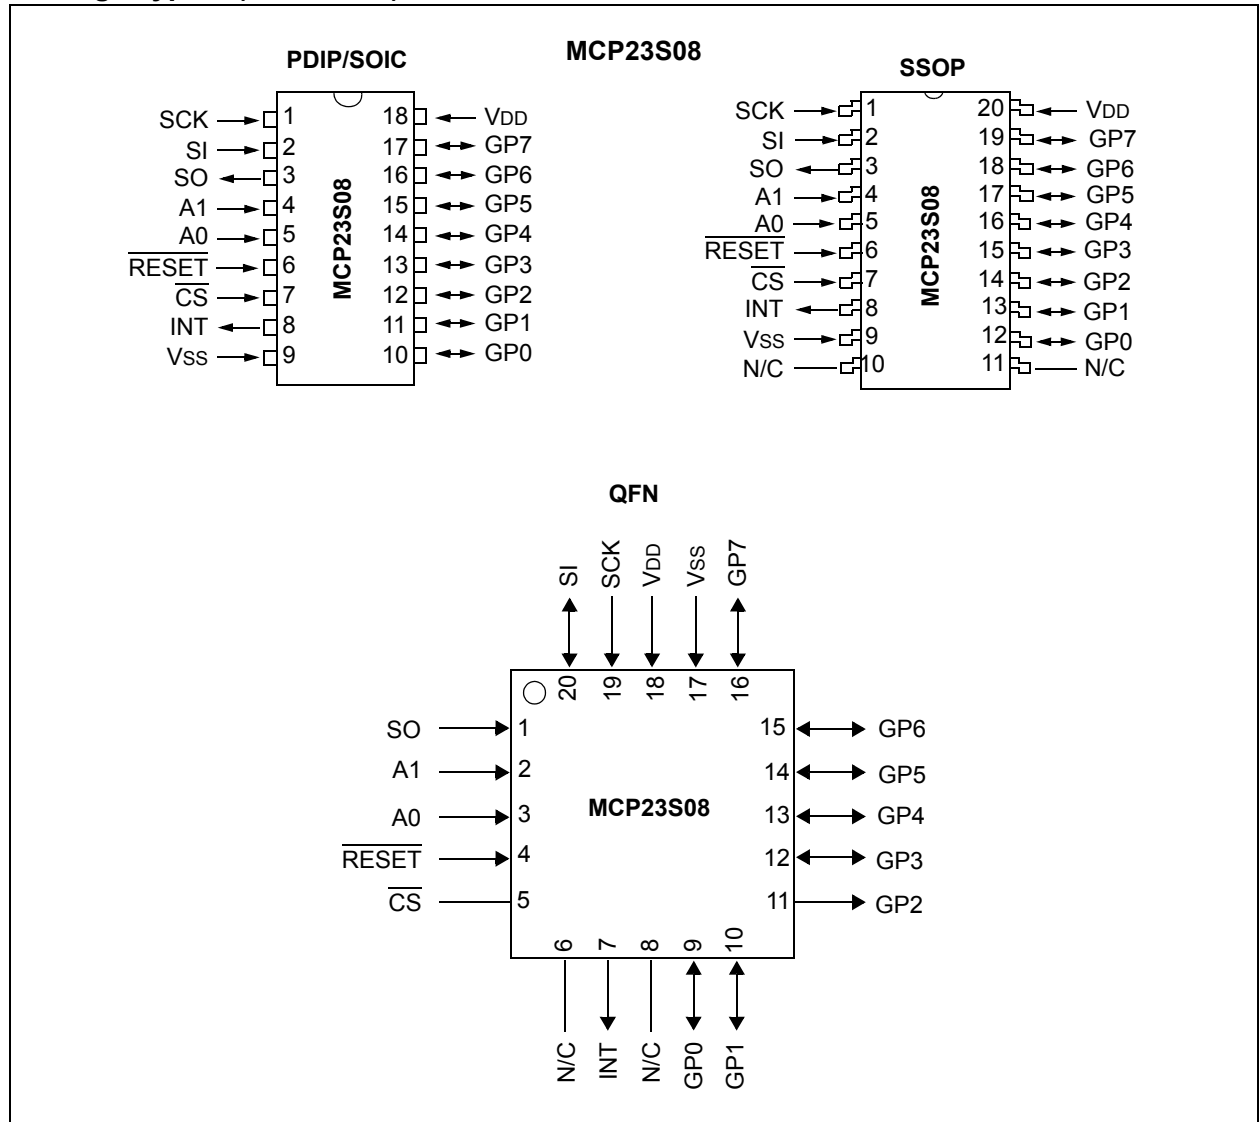 MCP23S08
PDIP/SOIC
SCK 1 18 VDD
SI 2 17 GP7
SO 3 16 GP6
A1 4 15 GP5
A0 5 14 GP4
RESET 6 13 GP3
CS 7 12 GP2
INT 8 11 GP1
VSS 9 10 GP0
MCP23S08
SSOP
SCK 1 20 VDD
SI 2 19 GP7
SO 3 18 GP6
A1 4 17 GP5
A0 5 16 GP4
RESET 6 15 GP3
CS 7 14 GP2
INT 8 13 GP1
VSS 9 12 GP0
N/C 10 11 N/C
MCP23S08
QFN
SI SCK VDD VSS GP7
20 19 18 17 16
SO 1 15 GP6
A1 2 14 GP5
A0 3 MCP23S08 13 GP4
RESET 4 12 GP3
CS 5 11 GP2
6 7 8 9 10
N/C INT N/C GP0 GP1